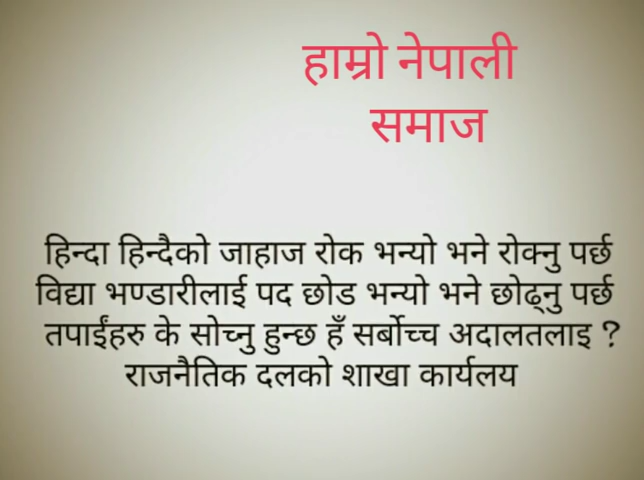 हाम्रो नेपाली
समाज
हिन्दा हिन्दैको जाहाज रोक भन्यो भने रोक्नु पर्छ
विद्या भण्डारीलाई पद छोड भन्यो भने छोढ्नु पर्छ
तपाईंहरु के सोच्नु हुन्छ हँ सर्बोच्च अदालतलाइ ?
राजनैतिक दलको शाखा कार्यलय